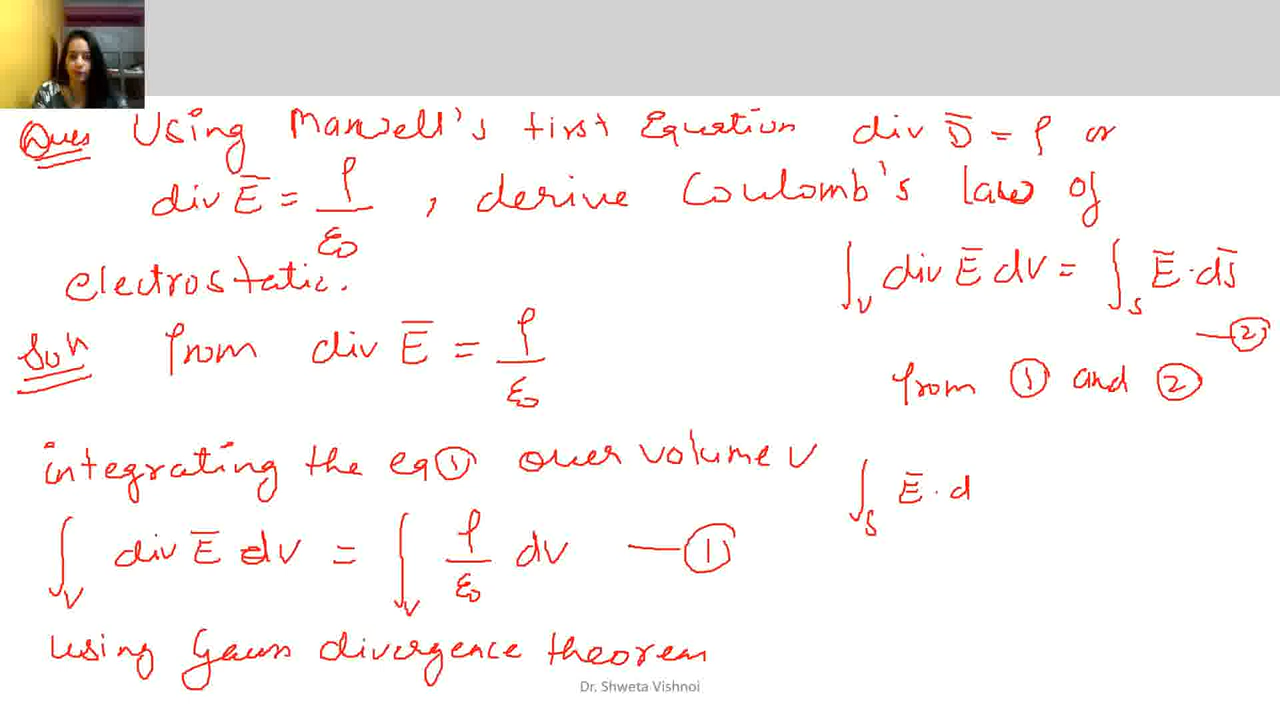 Ques Using Maxwell's first Equation div D̅ = ρ or
div E̅ = ρ/ε₀ , derive Coulomb's law of
electrostatic.
Soln from div E̅ = ρ/ε₀
integrating the eq ① over volume V
∫_V div E̅ dV = ∫_V ρ/ε₀ dV — ①
using Gauss divergence theorem
∫_V div E̅ dV = ∫_S E̅ · dS̅
— ②
from ① and ②
∫_S E̅ · d
Dr. Shweta Vishnoi